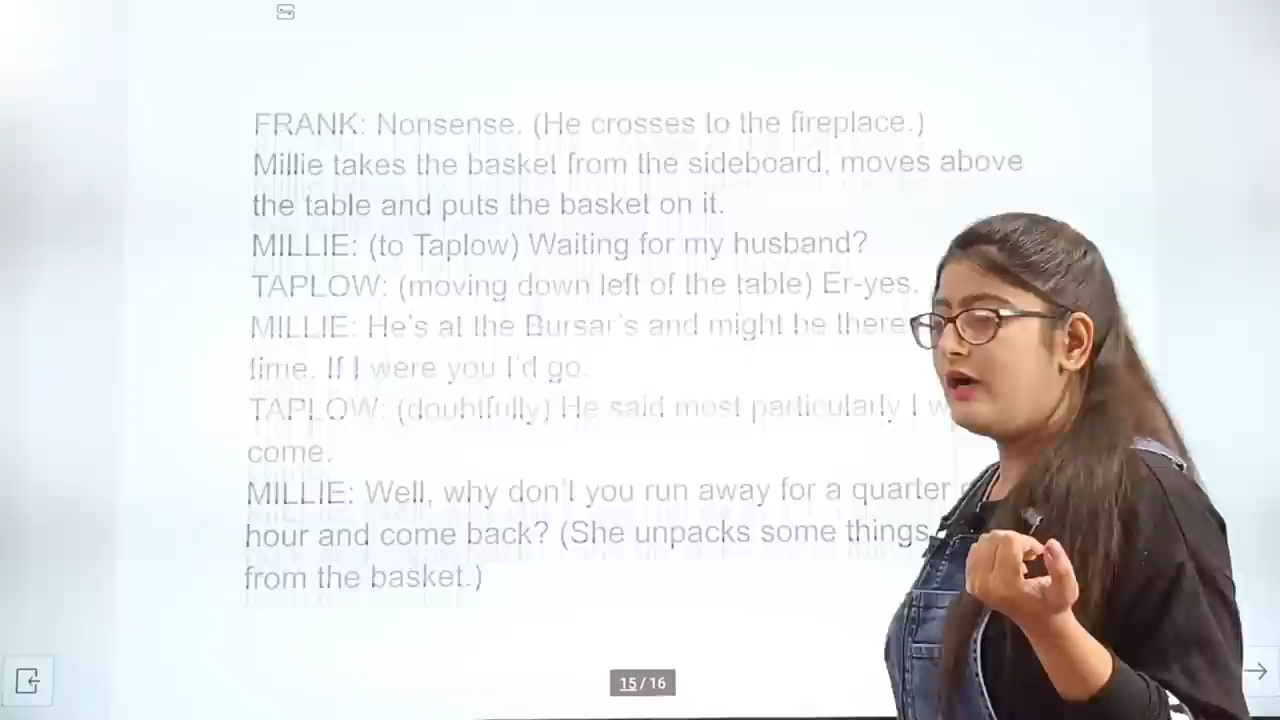 FRANK: Nonsense. (He crosses to the fireplace.)
Millie takes the basket from the sideboard, moves above
the table and puts the basket on it.
MILLIE: (to Taplow) Waiting for my husband?
TAPLOW: (moving down left of the table) Er-yes.
MILLIE: He's at the Bursar's and might be there
time. If I were you I'd go.
TAPLOW: (doubtfully) He said most particularly I
come.
MILLIE: Well, why don't you run away for a quarter
hour and come back? (She unpacks some things
from the basket.)
15 / 16